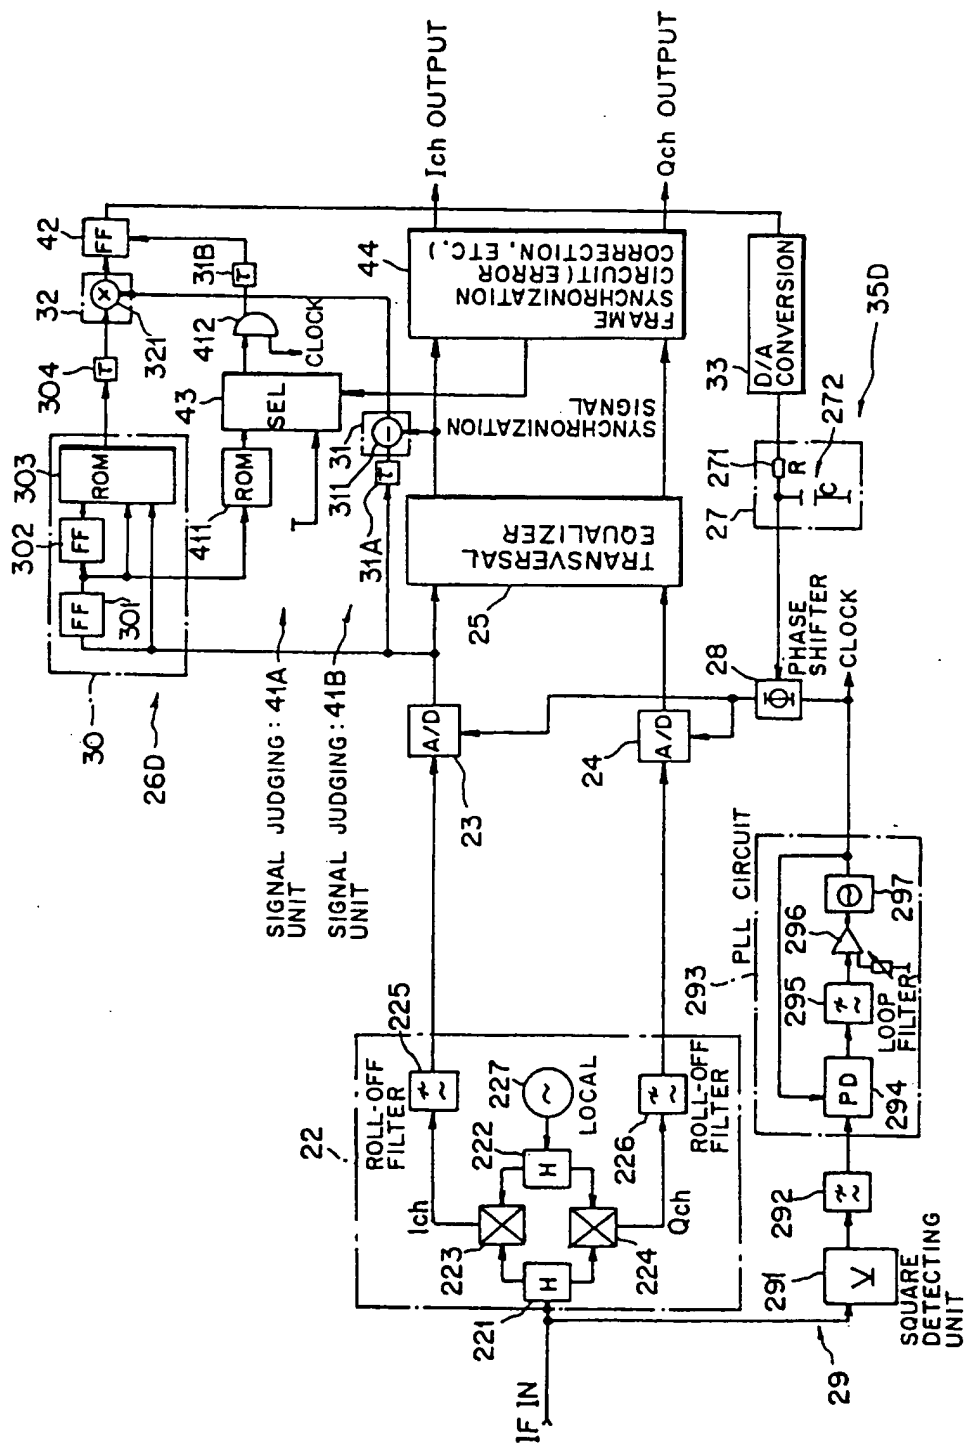 30
26D
301
FF
302
FF
303
ROM
304
τ
32
321
×
42
FF
31B
τ
412
CLOCK
43
SEL
411
ROM
SIGNAL JUDGING : 41A
UNIT
SIGNAL JUDGING : 41B
UNIT
31A
τ
311
−
31
SYNCHRONIZATION
SIGNAL
22
ROLL-OFF
FILTER
225
Ich
223
222
H
227
~
LOCAL
221
H
224
Qch
226
ROLL-OFF
FILTER
IF IN
23
A/D
24
A/D
25
TRANSVERSAL
EQUALIZER
44
FRAME
SYNCHRONIZATION
CIRCUIT (ERROR
CORRECTION, ETC.)
Ich OUTPUT
Qch OUTPUT
28
Φ
PHASE
SHIFTER
CLOCK
27
271
R
C
272
33
D/A
CONVERSION
35D
29
291
SQUARE
DETECTING
UNIT
292
293
PLL CIRCUIT
PD
294
295
LOOP
FILTER
296
297